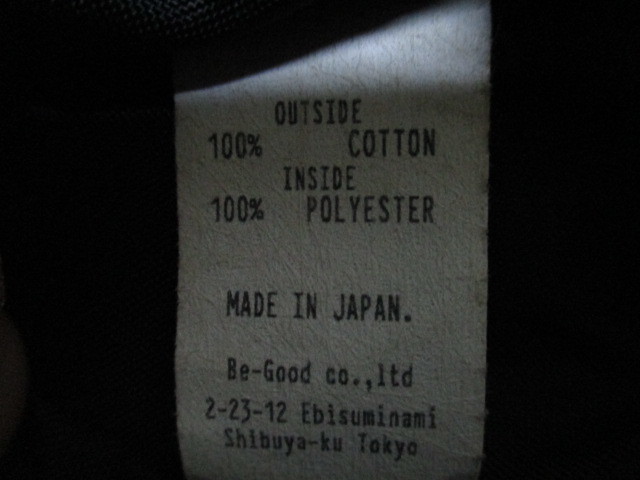 OUTSIDE
100% COTTON
INSIDE
100% POLYESTER
MADE IN JAPAN.
Be-Good co.,ltd
2-23-12 Ebisuminami
Shibuya-ku Tokyo